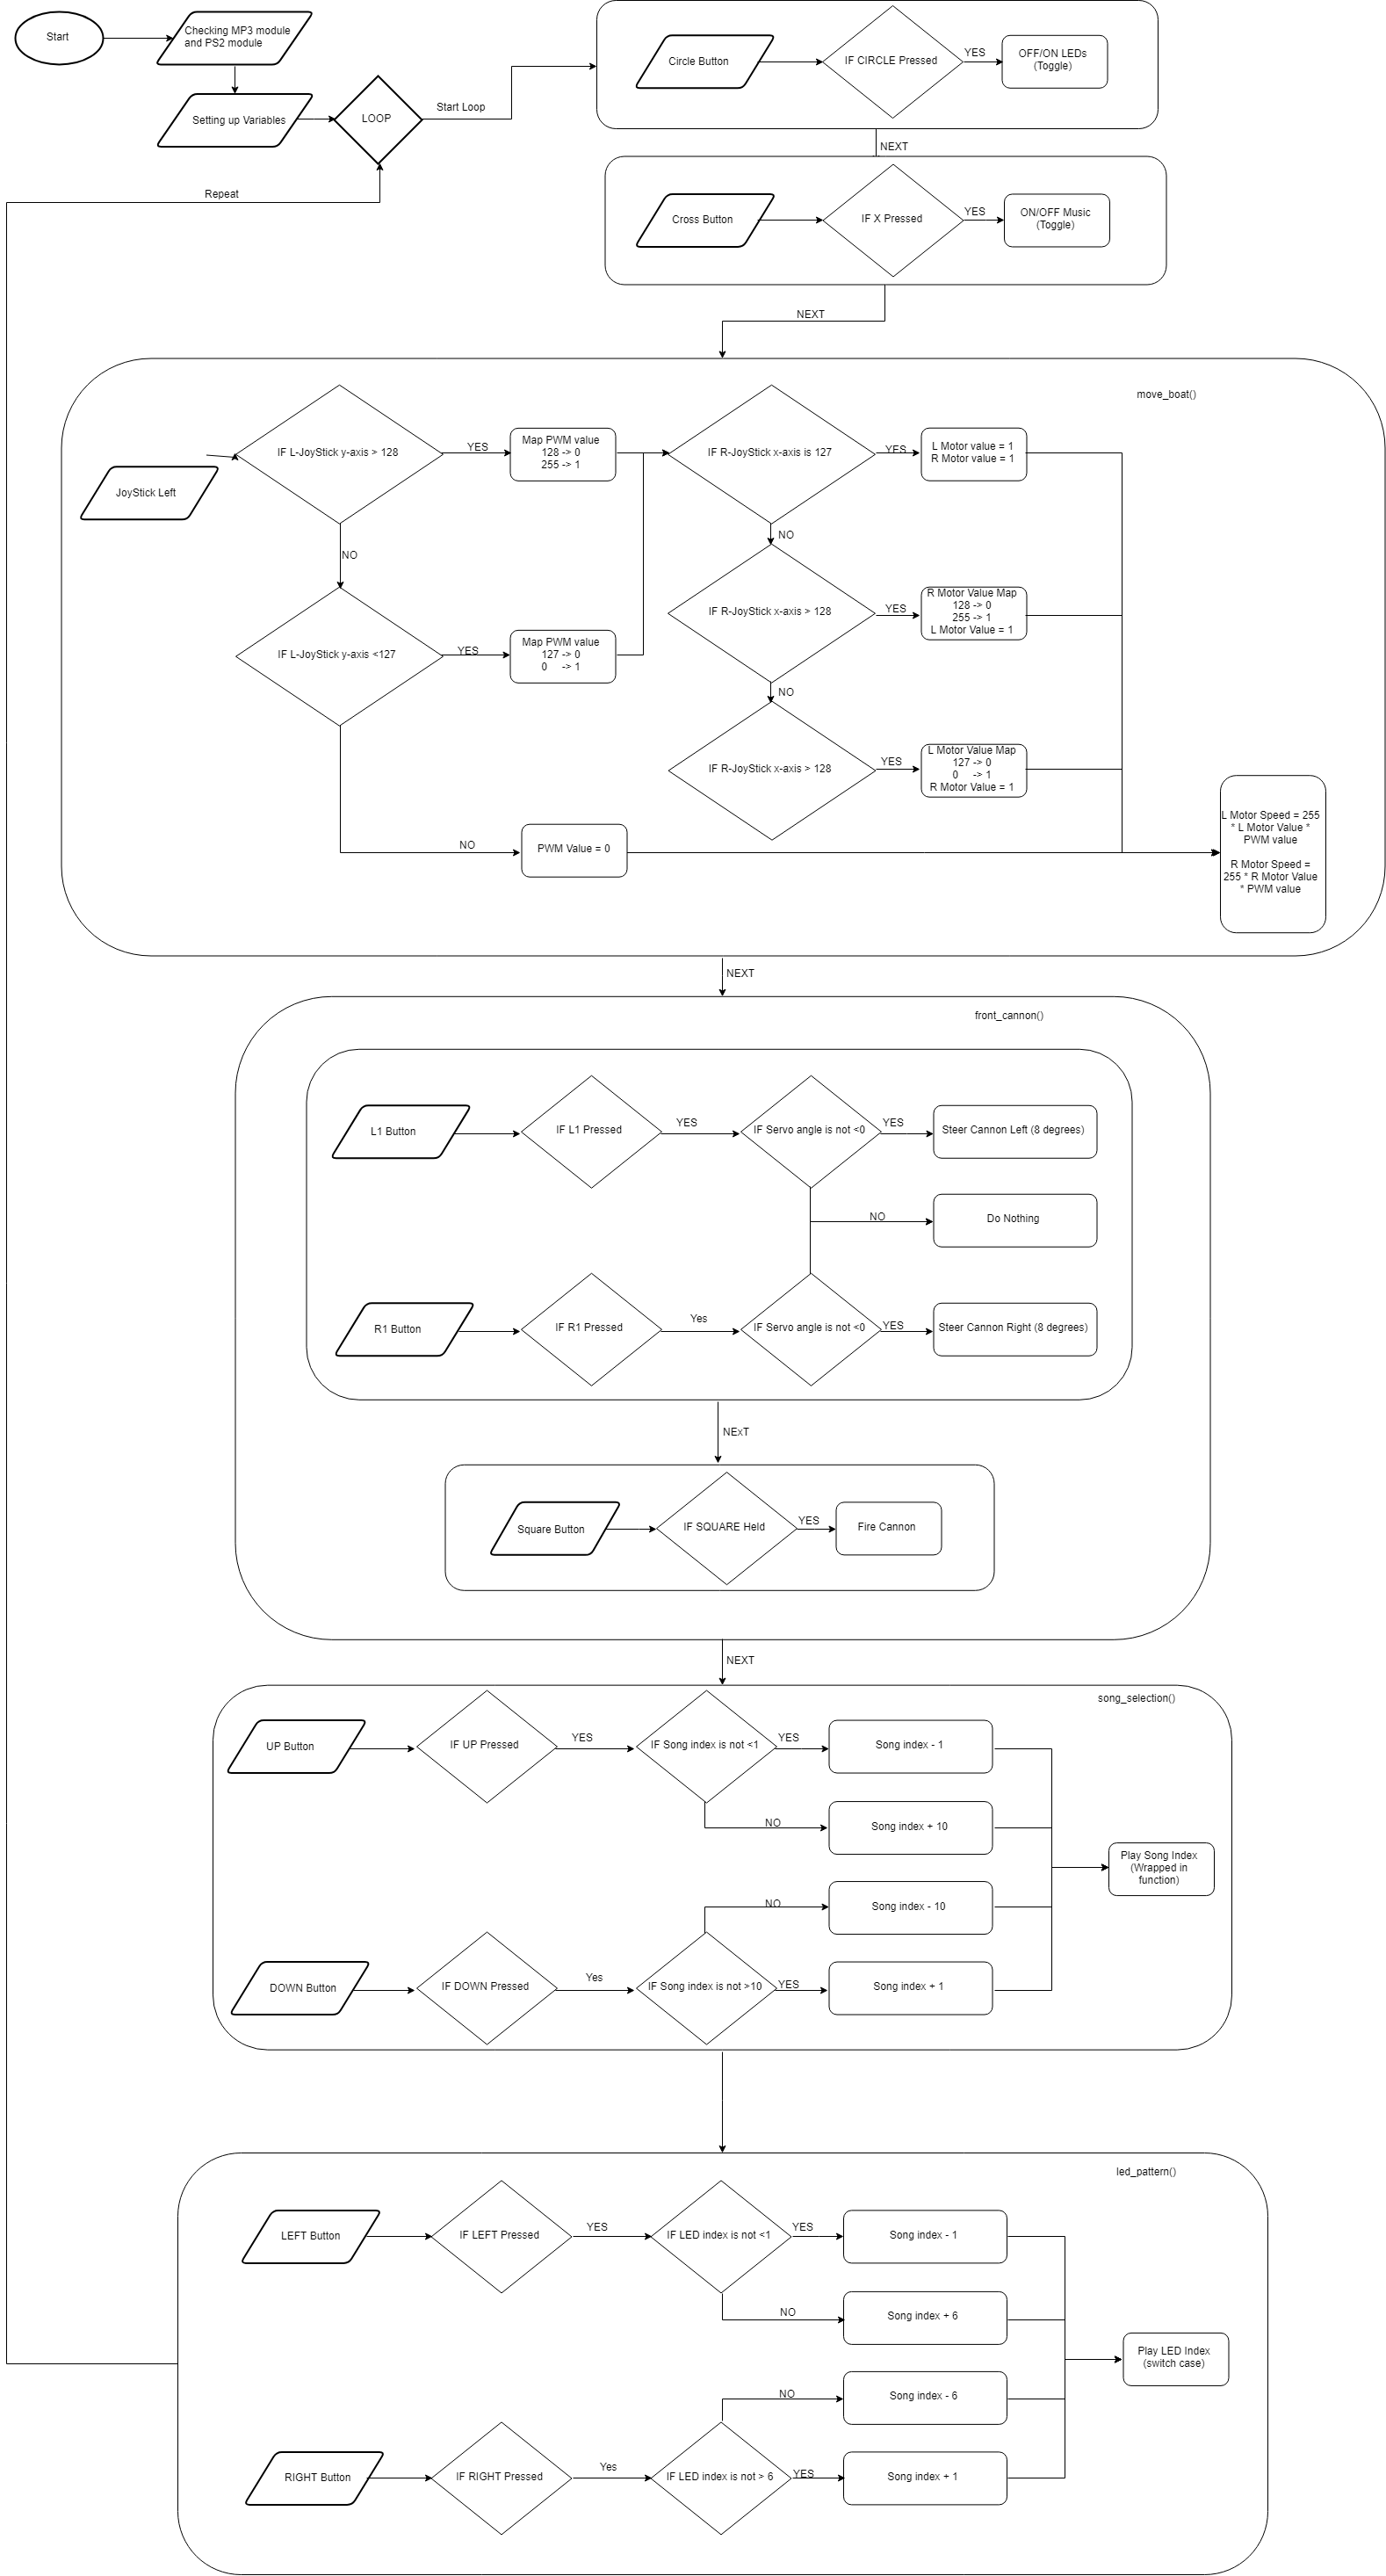 Start
Checking MP3 module
and PS2 module
Setting up Variables
LOOP
Start Loop
Repeat
Circle Button
IF CIRCLE Pressed
YES
OFF/ON LEDs
(Toggle)
NEXT
Cross Button
IF X Pressed
YES
ON/OFF Music
(Toggle)
NEXT
move_boat()
JoyStick Left
IF L-JoyStick y-axis > 128
YES
Map PWM value
128 -> 0
255 -> 1
IF R-JoyStick x-axis is 127
YES
L Motor value = 1
R Motor value = 1
NO
NO
IF R-JoyStick x-axis > 128
YES
R Motor Value Map
128 -> 0
255 -> 1
L Motor Value = 1
IF L-JoyStick y-axis <127
YES
Map PWM value
127 -> 0
0 -> 1
NO
IF R-JoyStick x-axis > 128
YES
L Motor Value Map
127 -> 0
0 -> 1
R Motor Value = 1
NO
PWM Value = 0
L Motor Speed = 255
* L Motor Value *
PWM value
R Motor Speed =
255 * R Motor Value
* PWM value
NEXT
front_cannon()
L1 Button
IF L1 Pressed
YES
IF Servo angle is not <0
YES
Steer Cannon Left (8 degrees)
NO
Do Nothing
R1 Button
IF R1 Pressed
Yes
IF Servo angle is not <0
YES
Steer Cannon Right (8 degrees)
NExT
Square Button
IF SQUARE Held
YES
Fire Cannon
NEXT
song_selection()
UP Button
IF UP Pressed
YES
IF Song index is not <1
YES
Song index - 1
NO
Song index + 10
Play Song Index
(Wrapped in
function)
NO
Song index - 10
DOWN Button
IF DOWN Pressed
Yes
IF Song index is not >10
YES
Song index + 1
led_pattern()
LEFT Button
IF LEFT Pressed
YES
IF LED index is not <1
YES
Song index - 1
NO
Song index + 6
Play LED Index
(switch case)
NO
Song index - 6
RIGHT Button
IF RIGHT Pressed
Yes
IF LED index is not > 6
YES
Song index + 1